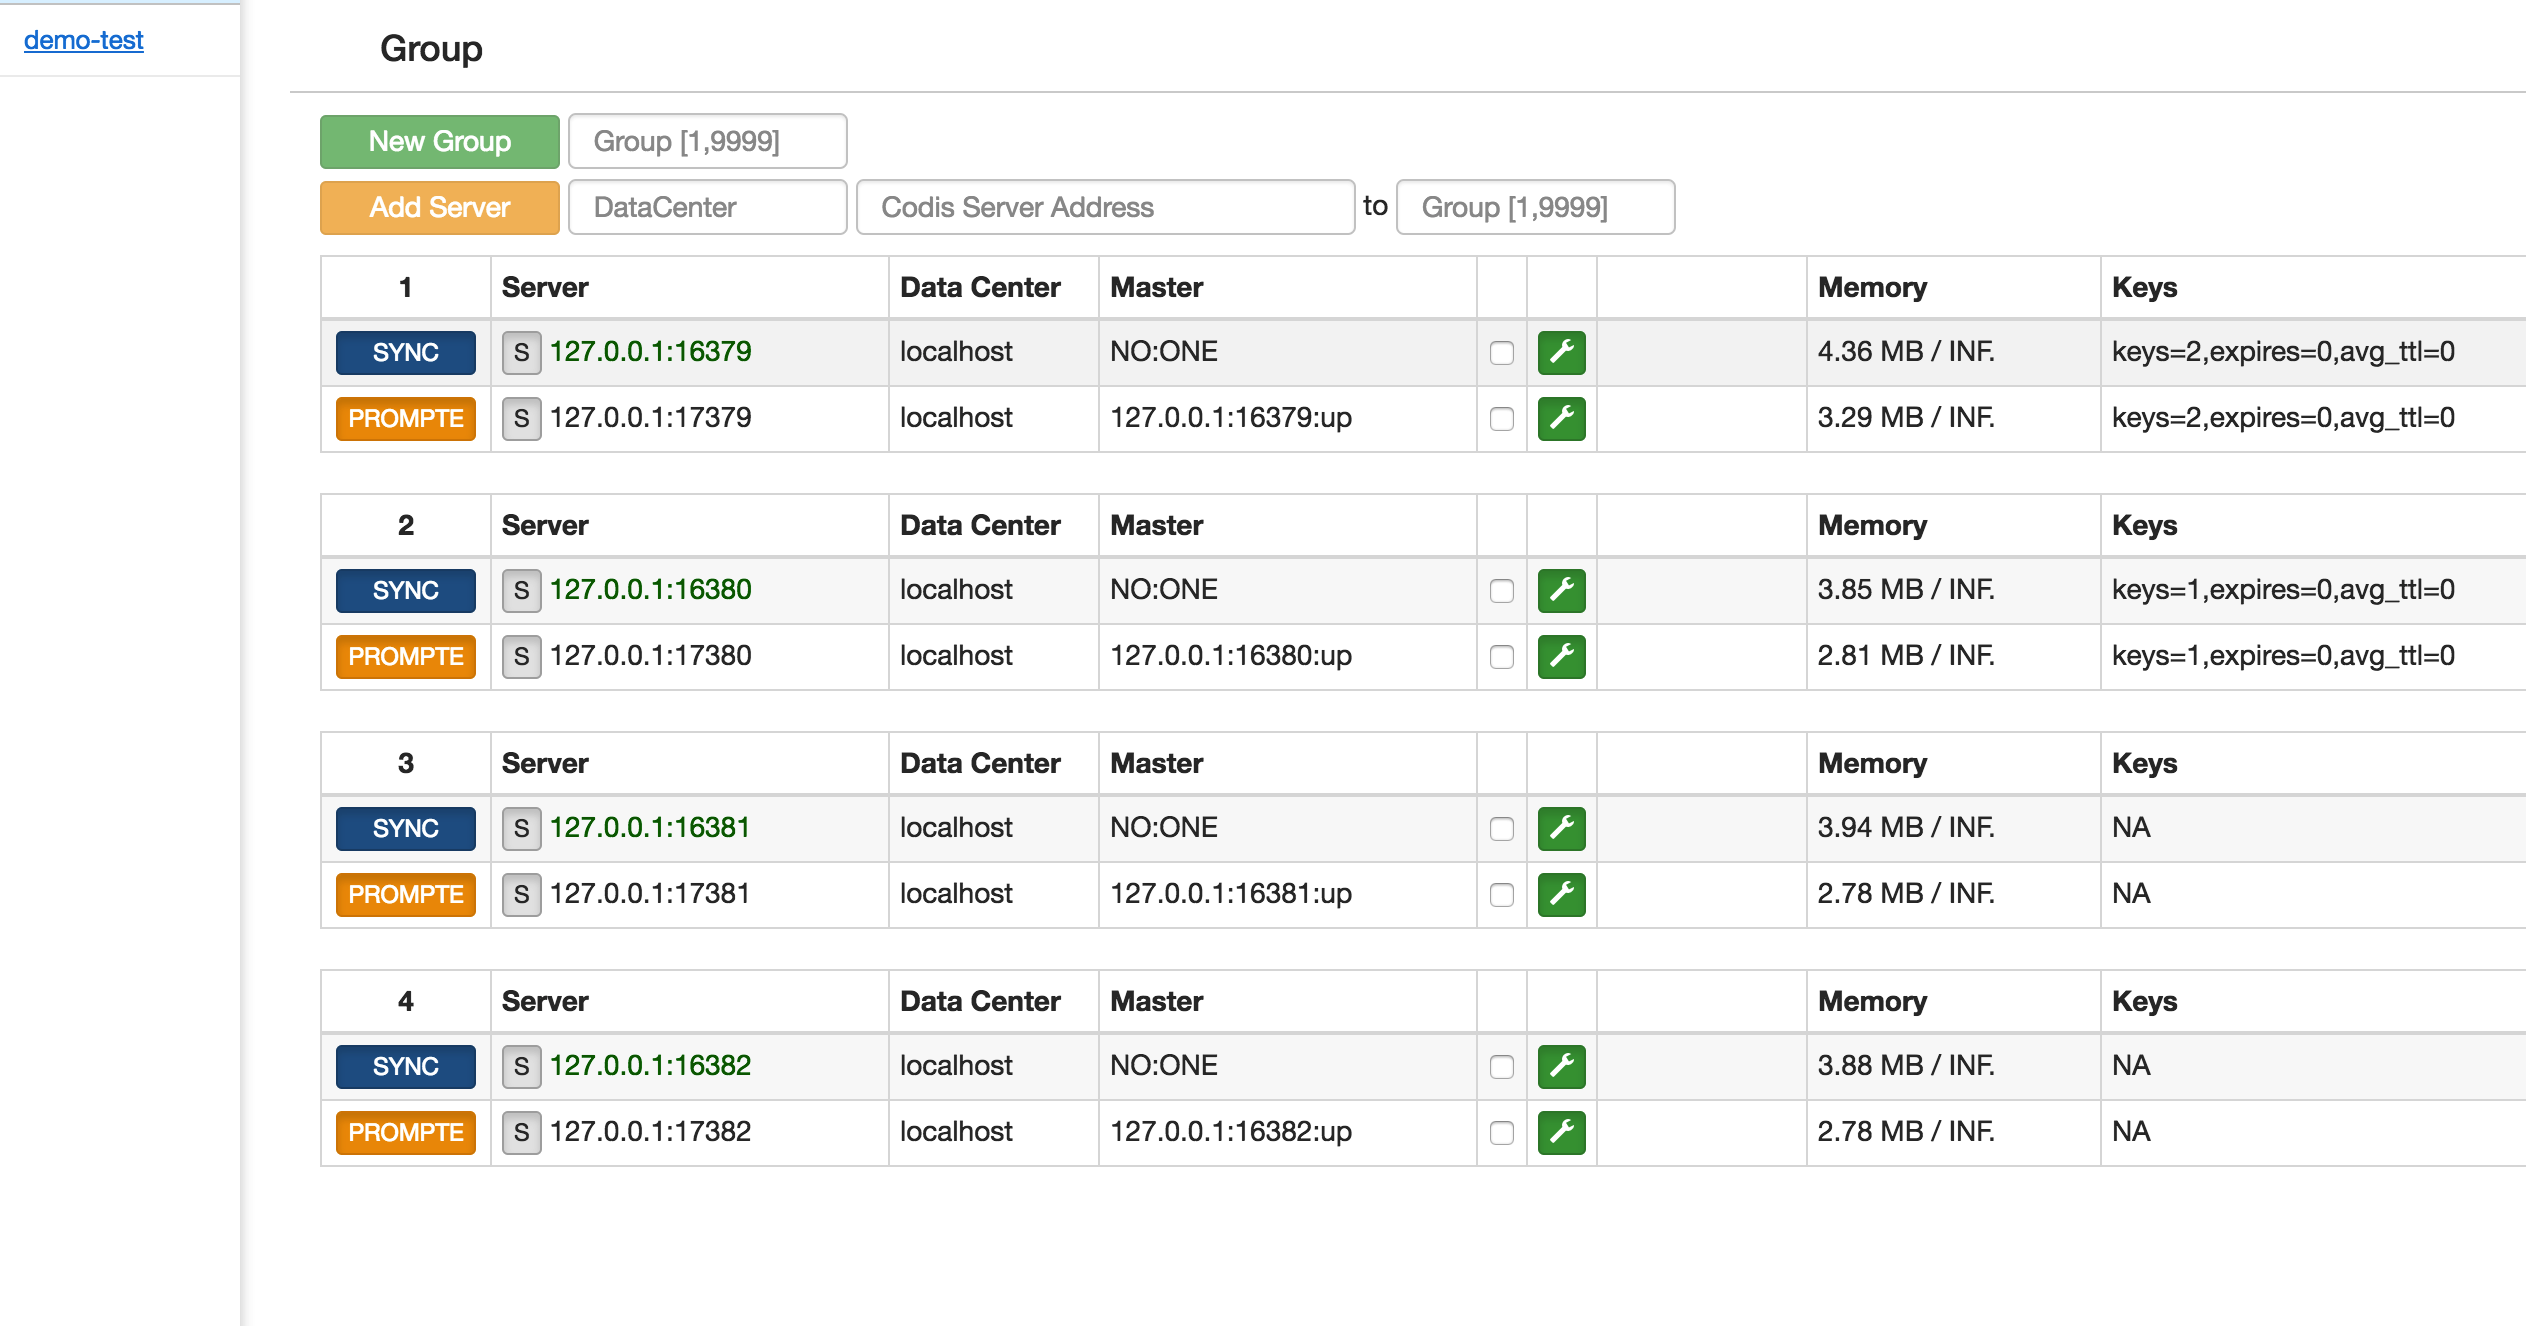 demo-test
Group
New Group Group [1,9999]
Add Server DataCenter Codis Server Address to Group [1,9999]
1 Server Data Center Master Memory Keys
SYNC S 127.0.0.1:16379 localhost NO:ONE 4.36 MB / INF. keys=2,expires=0,avg_ttl=0
PROMPTE S 127.0.0.1:17379 localhost 127.0.0.1:16379:up 3.29 MB / INF. keys=2,expires=0,avg_ttl=0
2 Server Data Center Master Memory Keys
SYNC S 127.0.0.1:16380 localhost NO:ONE 3.85 MB / INF. keys=1,expires=0,avg_ttl=0
PROMPTE S 127.0.0.1:17380 localhost 127.0.0.1:16380:up 2.81 MB / INF. keys=1,expires=0,avg_ttl=0
3 Server Data Center Master Memory Keys
SYNC S 127.0.0.1:16381 localhost NO:ONE 3.94 MB / INF. NA
PROMPTE S 127.0.0.1:17381 localhost 127.0.0.1:16381:up 2.78 MB / INF. NA
4 Server Data Center Master Memory Keys
SYNC S 127.0.0.1:16382 localhost NO:ONE 3.88 MB / INF. NA
PROMPTE S 127.0.0.1:17382 localhost 127.0.0.1:16382:up 2.78 MB / INF. NA